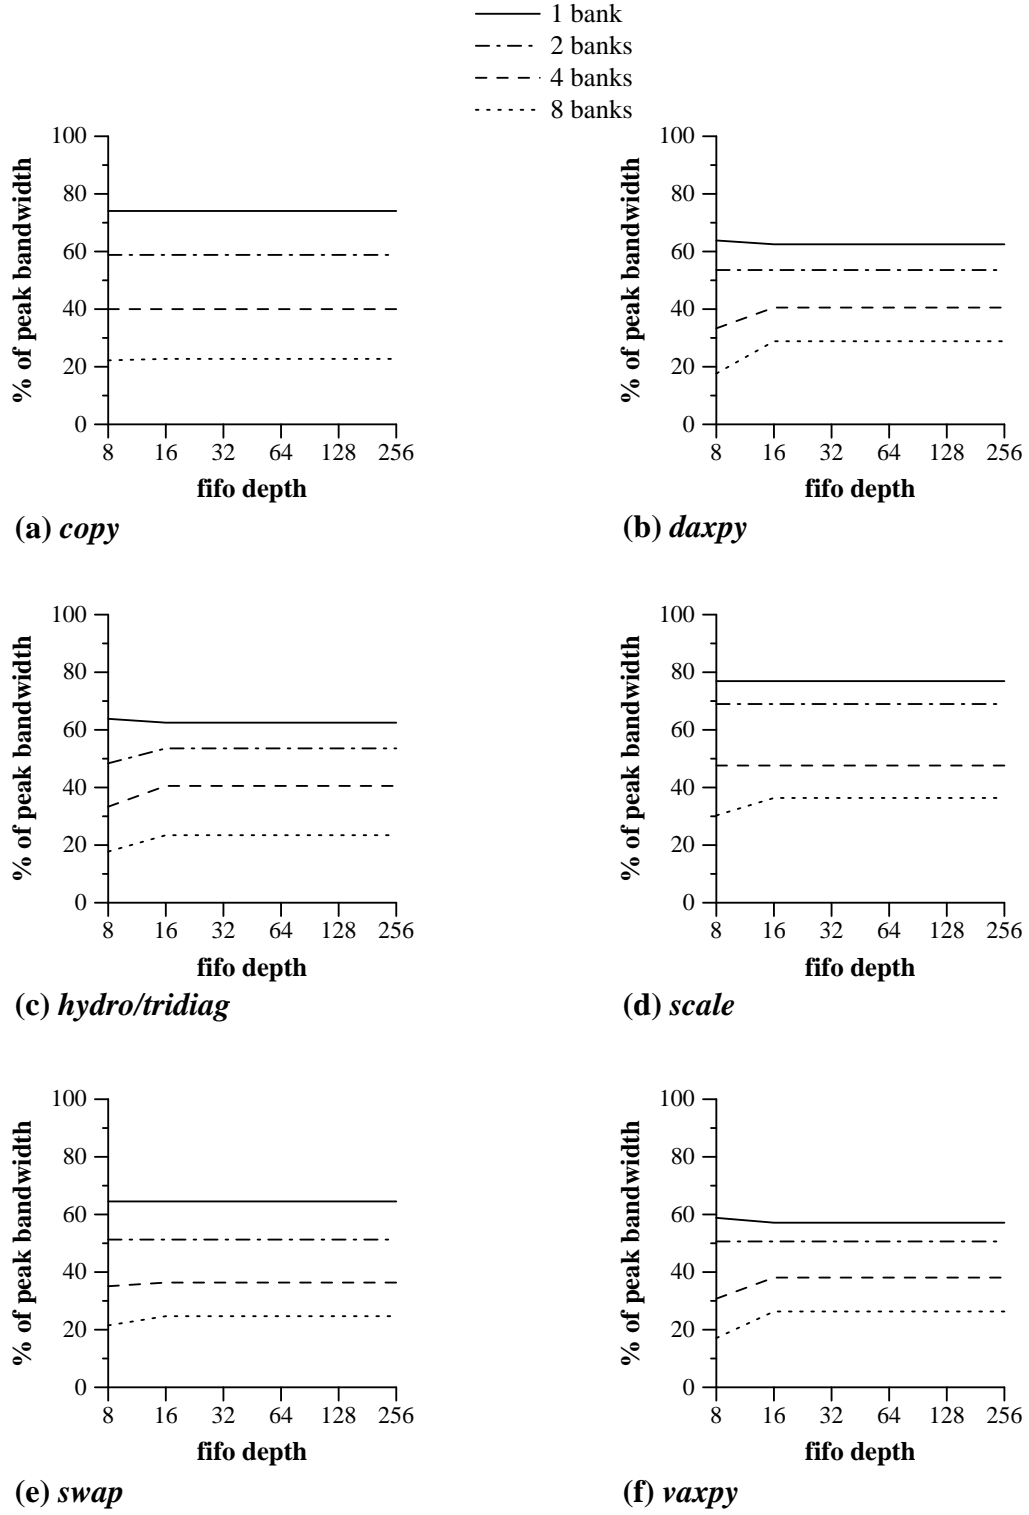 1 bank
2 banks
4 banks
8 banks
100
80
60
40
20
0
% of peak bandwidth
8 16 32 64 128 256
fifo depth
(a) copy
100
80
60
40
20
0
% of peak bandwidth
8 16 32 64 128 256
fifo depth
(b) daxpy
100
80
60
40
20
0
% of peak bandwidth
8 16 32 64 128 256
fifo depth
(c) hydro/tridiag
100
80
60
40
20
0
% of peak bandwidth
8 16 32 64 128 256
fifo depth
(d) scale
100
80
60
40
20
0
% of peak bandwidth
8 16 32 64 128 256
fifo depth
(e) swap
100
80
60
40
20
0
% of peak bandwidth
8 16 32 64 128 256
fifo depth
(f) vaxpy